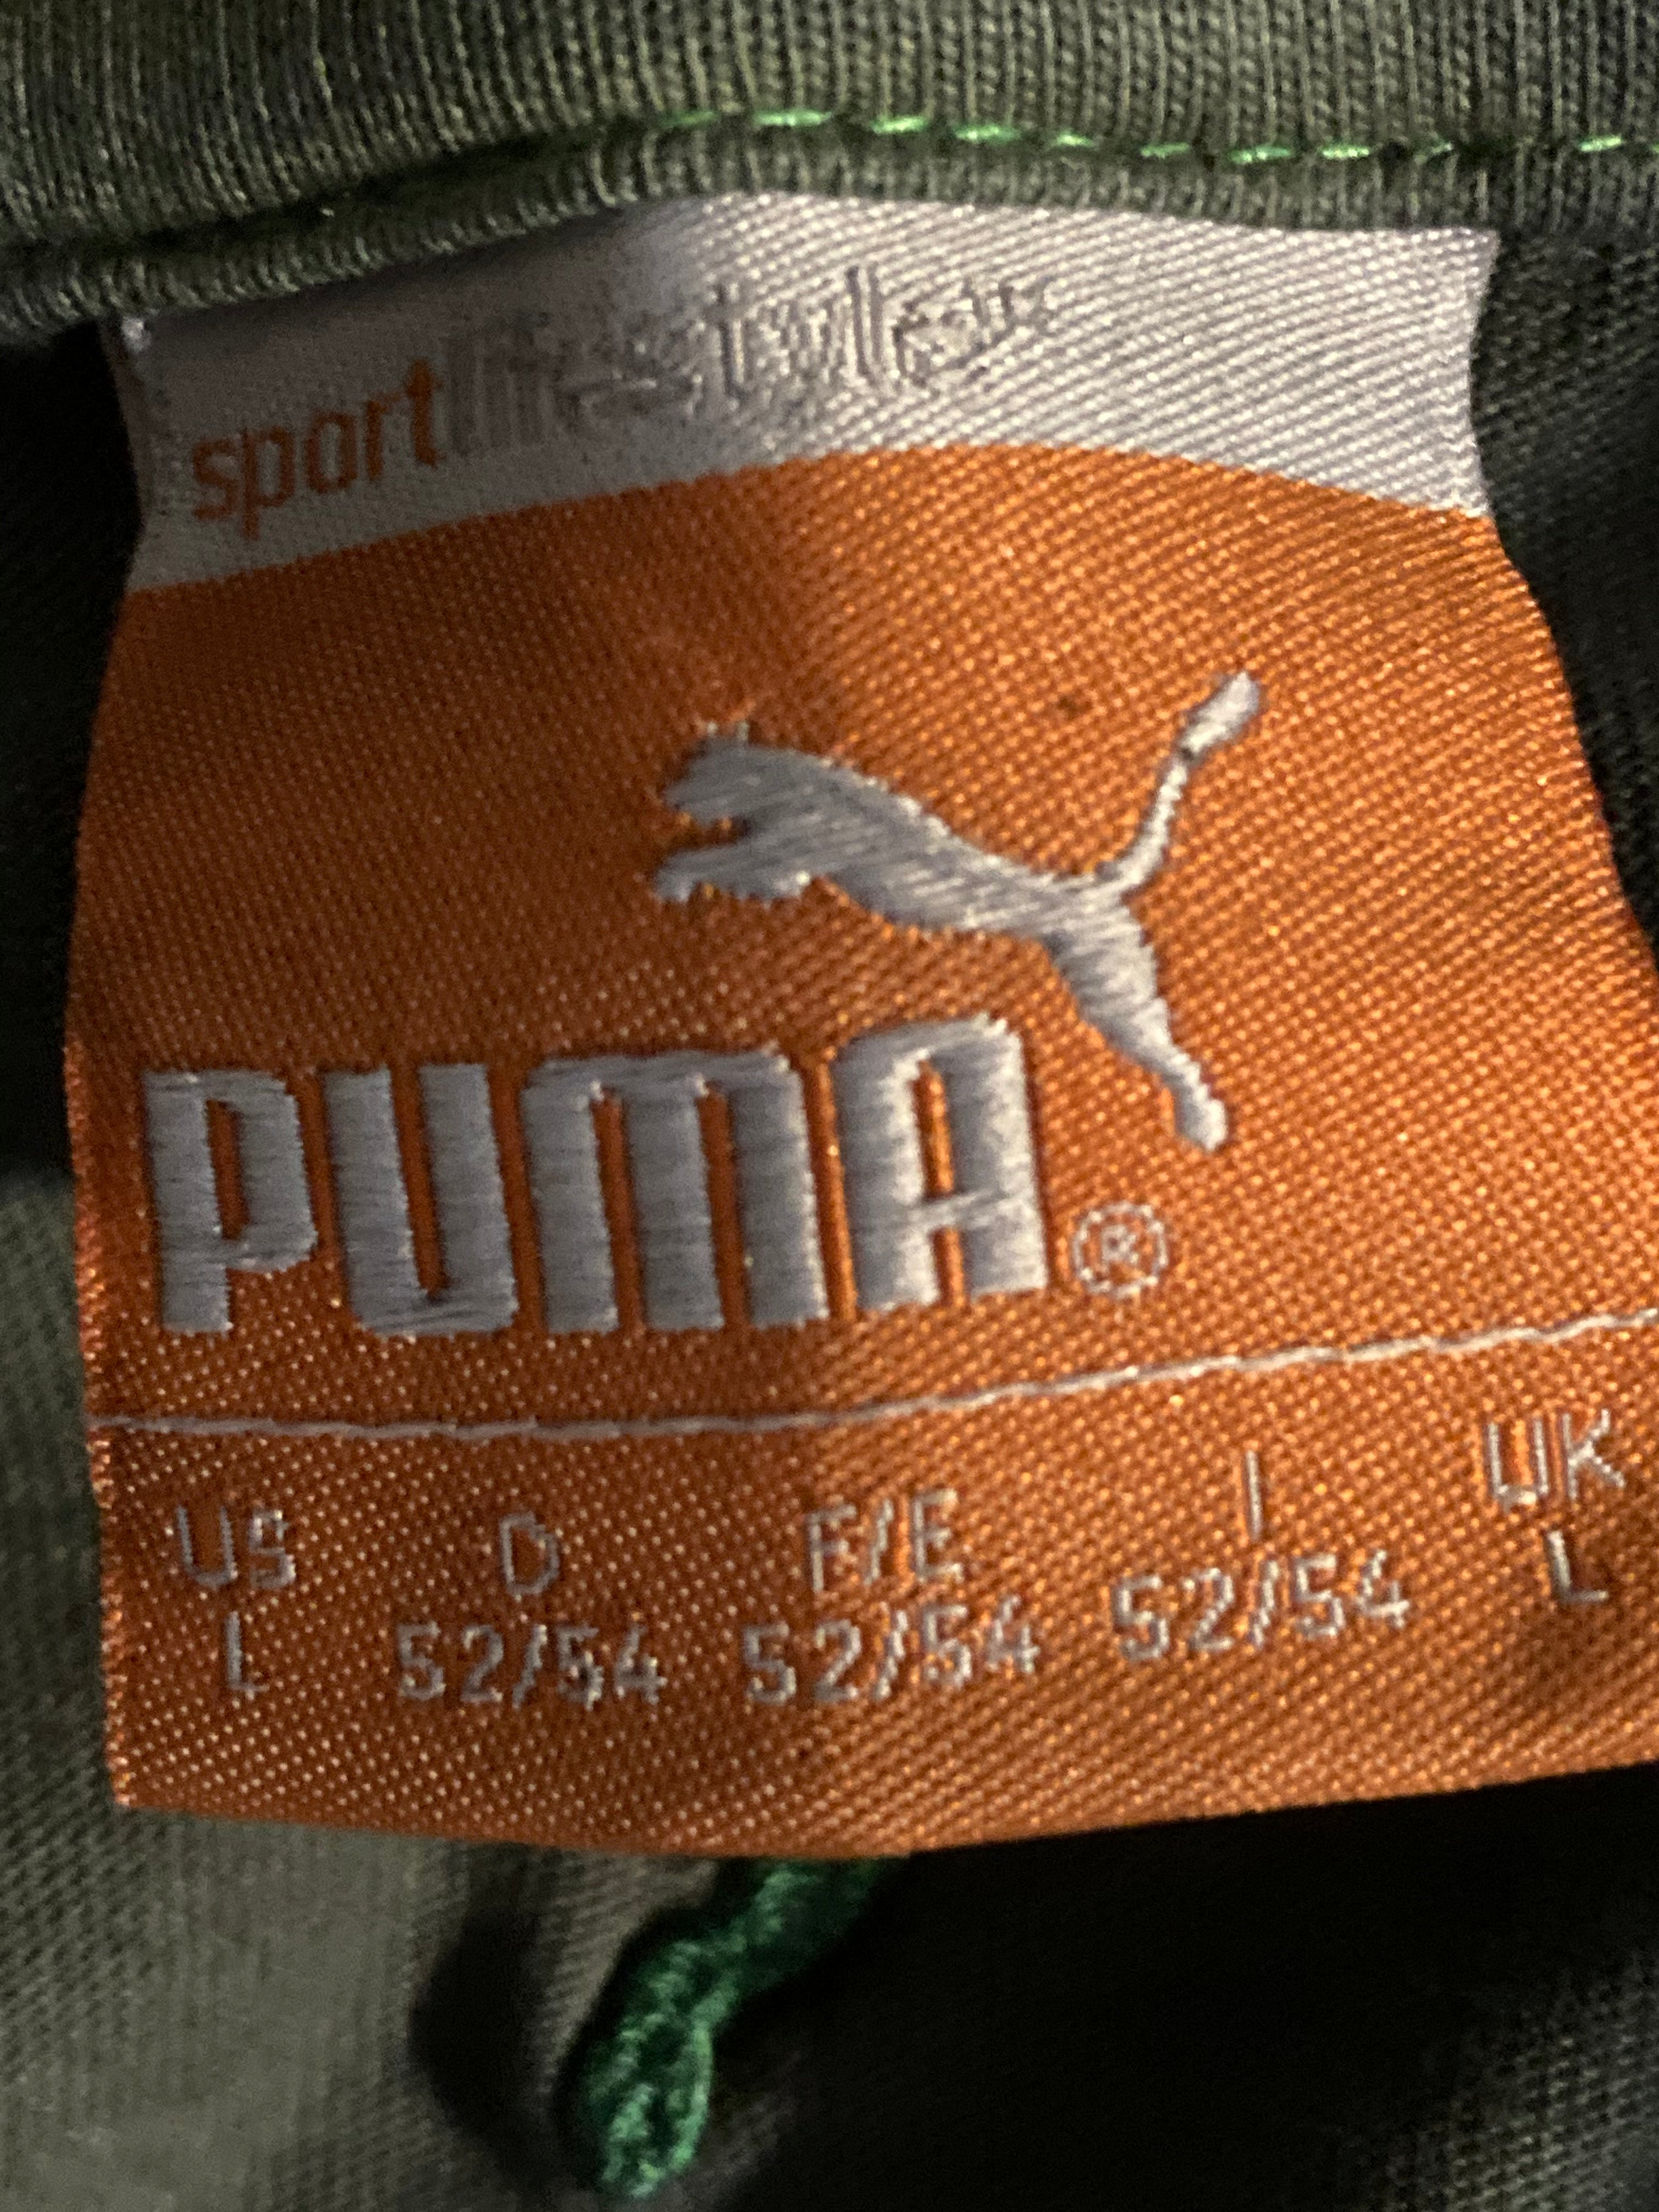 sportlifestyle
PUMA®
US D F/E I UK
L 52/54 52/54 52/54 L